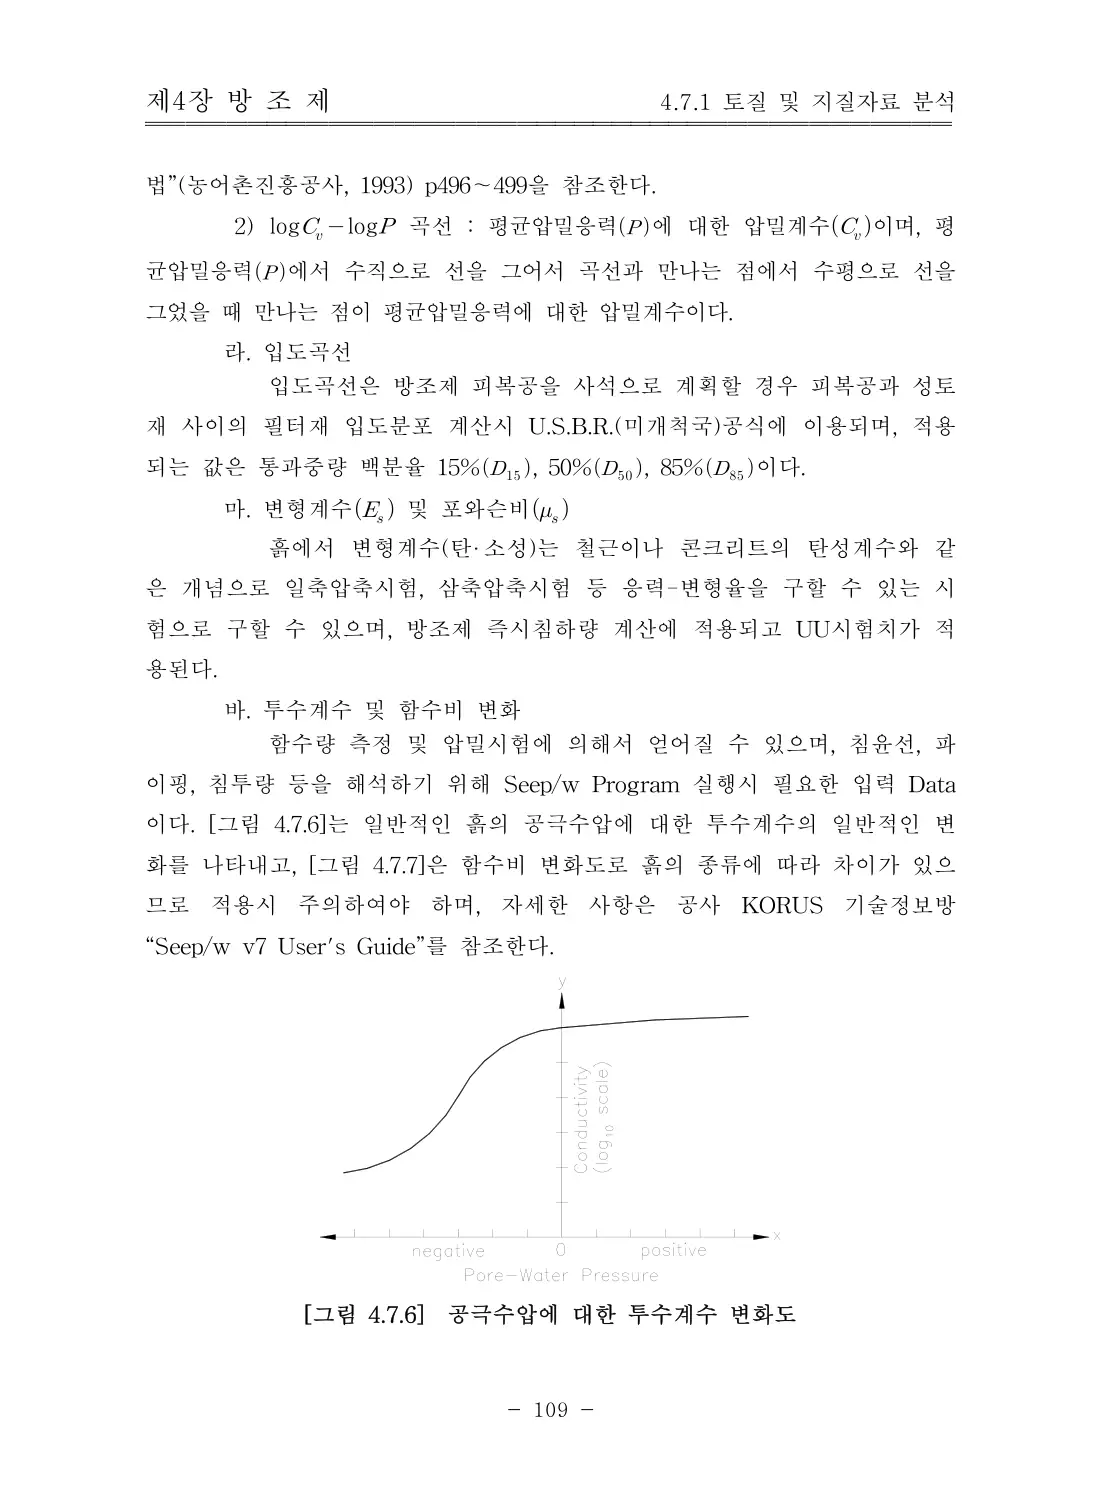 제4장 방 조 제
4.7.1 토질 및 지질자료 분석
법”(농어촌진흥공사, 1993) p496～499을 참조한다.
2) logCv－logP 곡선 : 평균압밀응력(P)에 대한 압밀계수(Cv)이며, 평
균압밀응력(P)에서 수직으로 선을 그어서 곡선과 만나는 점에서 수평으로 선을
그었을 때 만나는 점이 평균압밀응력에 대한 압밀계수이다.
라. 입도곡선
입도곡선은 방조제 피복공을 사석으로 계획할 경우 피복공과 성토
재 사이의 필터재 입도분포 계산시 U.S.B.R.(미개척국)공식에 이용되며, 적용
되는 값은 통과중량 백분율 15%(D15), 50%(D50), 85%(D85)이다.
마. 변형계수(Es) 및 포와슨비(μs)
흙에서 변형계수(탄·소성)는 철근이나 콘크리트의 탄성계수와 같
은 개념으로 일축압축시험, 삼축압축시험 등 응력-변형율을 구할 수 있는 시
험으로 구할 수 있으며, 방조제 즉시침하량 계산에 적용되고 UU시험치가 적
용된다.
바. 투수계수 및 함수비 변화
함수량 측정 및 압밀시험에 의해서 얻어질 수 있으며, 침윤선, 파
이핑, 침투량 등을 해석하기 위해 Seep/w Program 실행시 필요한 입력 Data
이다. [그림 4.7.6]는 일반적인 흙의 공극수압에 대한 투수계수의 일반적인 변
화를 나타내고, [그림 4.7.7]은 함수비 변화도로 흙의 종류에 따라 차이가 있으
므로 적용시 주의하여야 하며, 자세한 사항은 공사 KORUS 기술정보방
“Seep/w v7 User's Guide”를 참조한다.
y
Conductivity
(log10 scale)
x
negative 0 positive
Pore-Water Pressure
[그림 4.7.6] 공극수압에 대한 투수계수 변화도
- 109 -